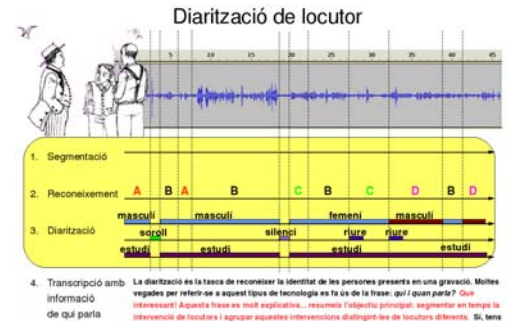 Diarització de locutor
5 10 15 20 25 30 35 40 45
1. Segmentació
2. Reconeixement A B A B C B C D B D
masculí masculí femení masculí
3. Diarització soroll silenci riure riure
estudi estudi estudi estudi
4. Transcripció amb
informació
de qui parla
La diarització és la tasca de reconèixer la identitat de les persones presents en una gravació. Moltes
vegades per referir-se a aquest tipus de tecnologia es fa ús de la frase: qui i quan parla? Que
interessant! Aquesta frase es molt explicativa... resumeix l'objectiu principal: segmentar en temps la
intervenció de locutors i agrupar aquestes intervencions distingint-les de locutors diferents. Sí, tens